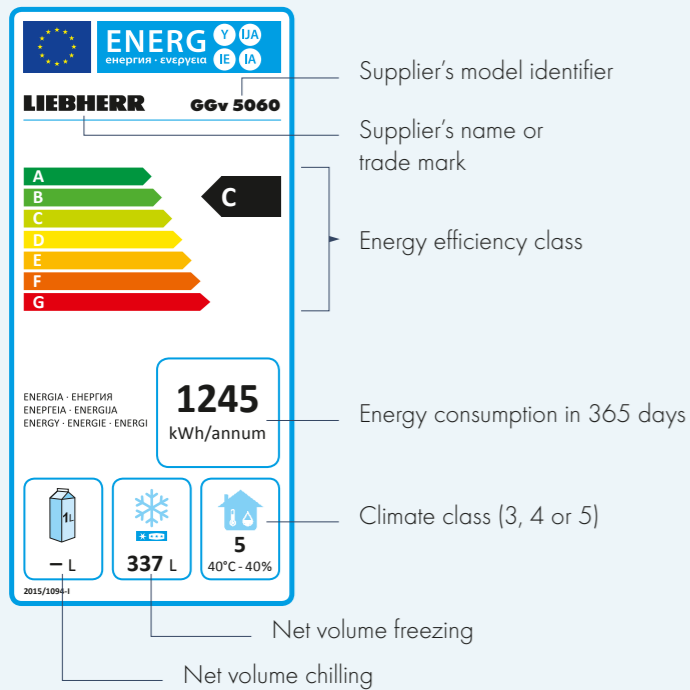 ENERG Y IJA
енергия · ενεργεια IE IA
LIEBHERR GGv 5060
Supplier's model identifier
Supplier's name or
trade mark
A
B
C
D
E
F
G
C
Energy efficiency class
ENERGIA · ЕНЕРГИЯ
ΕΝΕΡΓΕΙΑ · ENERGIJA
ENERGY · ENERGIE · ENERGI
1245
kWh/annum
Energy consumption in 365 days
1L
– L
337 L
5
40°C - 40%
Climate class (3, 4 or 5)
2015/1094-I
Net volume freezing
Net volume chilling